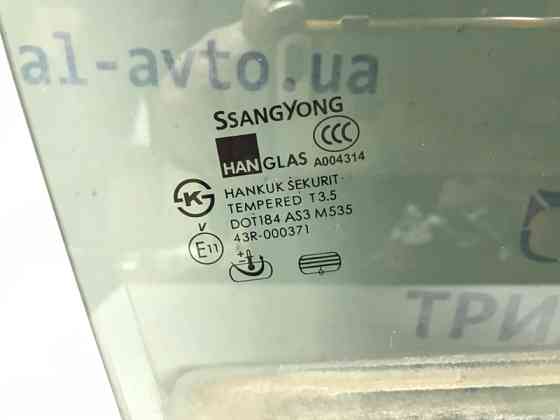 al-avto.ua
SSANGYONG
HANGLAS
CCC
A004314
K
HANKUK SEKURIT
TEMPERED T3.5
DOT184 AS3 M535
V
E11
43R-000371
ТРИ